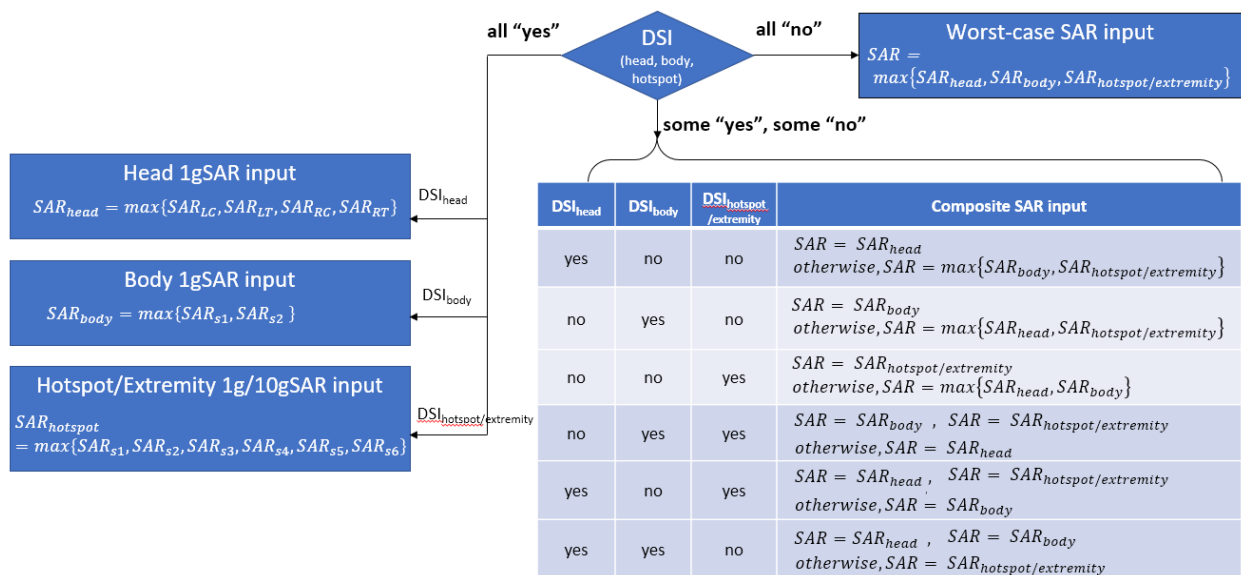 all “yes”
DSI
(head, body,
hotspot)
all “no”
Worst-case SAR input
SAR =
max{SAR_head, SAR_body, SAR_hotspot/extremity}
some “yes”, some “no”
Head 1gSAR input
SAR_head = max{SAR_LC, SAR_LT, SAR_RC, SAR_RT}
DSI_head
Body 1gSAR input
SAR_body = max{SAR_s1, SAR_s2 }
DSI_body
Hotspot/Extremity 1g/10gSAR input
SAR_hotspot
= max{SAR_s1, SAR_s2, SAR_s3, SAR_s4, SAR_s5, SAR_s6}
DSI_hotspot/extremity
DSI_head DSI_body DSI_hotspot /extremity Composite SAR input
yes no no SAR = SAR_head
otherwise, SAR = max{SAR_body, SAR_hotspot/extremity}
no yes no SAR = SAR_body
otherwise, SAR = max{SAR_head, SAR_hotspot/extremity}
no no yes SAR = SAR_hotspot/extremity
otherwise, SAR = max{SAR_head, SAR_body}
no yes yes SAR = SAR_body , SAR = SAR_hotspot/extremity
otherwise, SAR = SAR_head
yes no yes SAR = SAR_head , SAR = SAR_hotspot/extremity
otherwise, SAR = SAR_body
yes yes no SAR = SAR_head , SAR = SAR_body
otherwise, SAR = SAR_hotspot/extremity